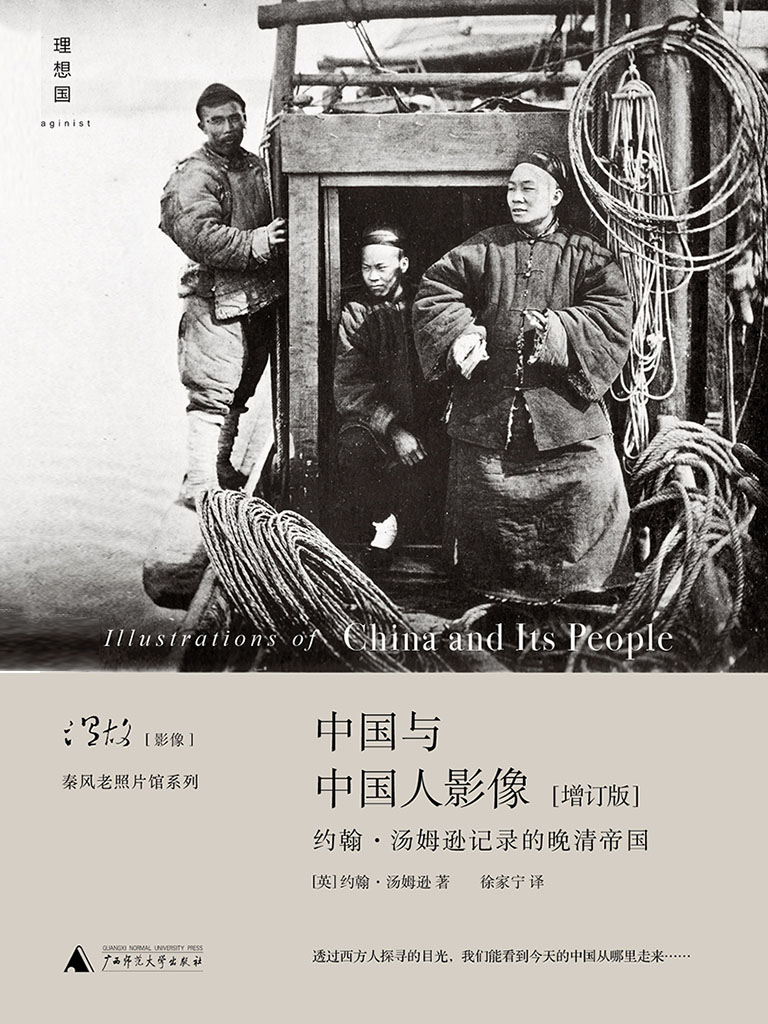 理想国
aginist
Illustrations of China and Its People
温故 [影像]
秦风老照片馆系列
中国与
中国人影像 [增订版]
约翰·汤姆逊记录的晚清帝国
[英]约翰·汤姆逊 著 徐家宁 译
GUANGXI NORMAL UNIVERSITY PRESS
广西师范大学出版社
透过西方人探寻的目光，我们能看到今天的中国从哪里走来……